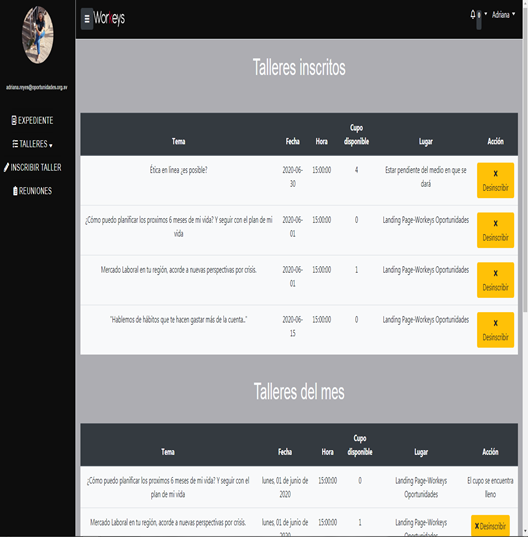 Workeys
0
Adriana
adriana.reyes@oportunidades.org.sv
EXPEDIENTE
TALLERES
INSCRIBIR TALLER
REUNIONES
Talleres inscritos
Tema Fecha Hora Cupo disponible Lugar Acción
Ética en línea ¿es posible? 2020-06-30 15:00:00 4 Estar pendiente del medio en que se dará Desinscribir
¿Cómo puedo planificar los proximos 6 meses de mi vida? Y seguir con el plan de mi vida 2020-06-01 15:00:00 0 Landing Page-Workeys Oportunidades Desinscribir
Mercado Laboral en tu región, acorde a nuevas perspectivas por crisis. 2020-06-01 15:00:00 1 Landing Page-Workeys Oportunidades Desinscribir
"Hablemos de hábitos que te hacen gastar más de la cuenta.." 2020-06-15 15:00:00 0 Landing Page-Workeys Oportunidades Desinscribir
Talleres del mes
Tema Fecha Hora Cupo disponible Lugar Acción
¿Cómo puedo planificar los proximos 6 meses de mi vida? Y seguir con el plan de mi vida lunes, 01 de junio de 2020 15:00:00 0 Landing Page-Workeys Oportunidades El cupo se encuentra lleno
Mercado Laboral en tu región, acorde a nuevas perspectivas por crisis. lunes, 01 de junio de 2020 15:00:00 1 Landing Page-Workeys Oportunidades Desinscribir